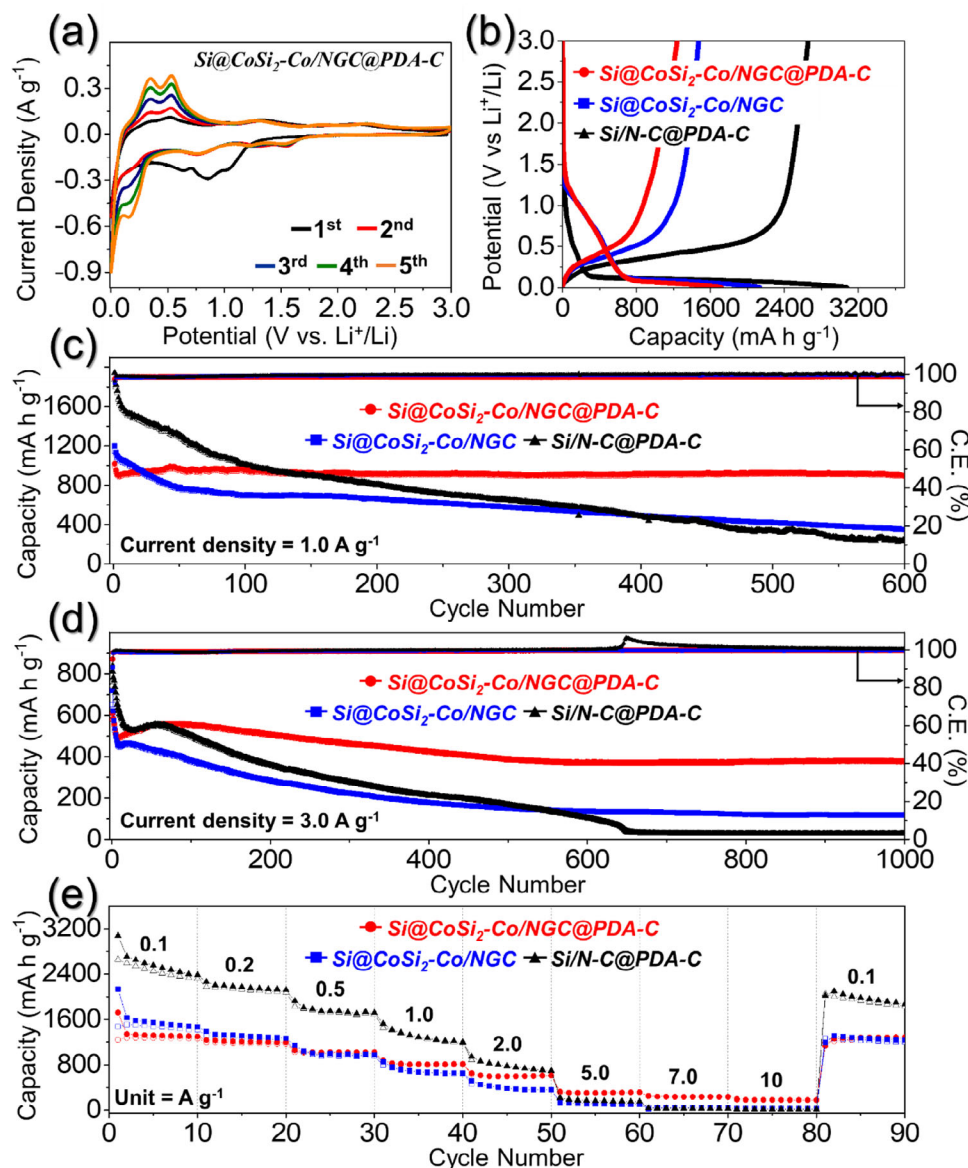 (a)
Si@CoSi₂-Co/NGC@PDA-C
Current Density (A g⁻¹)
0.3
0.0
-0.3
-0.6
-0.9
1ˢᵗ 2ⁿᵈ
3ʳᵈ 4ᵗʰ 5ᵗʰ
0.0 0.5 1.0 1.5 2.0 2.5 3.0
Potential (V vs. Li⁺/Li)
(b)
Potential (V vs Li⁺/Li)
3.0
2.5
2.0
1.5
1.0
0.5
0.0
Si@CoSi₂-Co/NGC@PDA-C
Si@CoSi₂-Co/NGC
Si/N-C@PDA-C
0 800 1600 2400 3200
Capacity (mA h g⁻¹)
(c)
Capacity (mA h g⁻¹)
1600
1200
800
400
0
Si@CoSi₂-Co/NGC@PDA-C
Si@CoSi₂-Co/NGC Si/N-C@PDA-C
Current density = 1.0 A g⁻¹
100
80
60
40
20
0
C.E. (%)
0 100 200 300 400 500 600
Cycle Number
(d)
Capacity (mA h g⁻¹)
800
600
400
200
0
Si@CoSi₂-Co/NGC@PDA-C
Si@CoSi₂-Co/NGC Si/N-C@PDA-C
Current density = 3.0 A g⁻¹
100
80
60
40
20
0
C.E. (%)
0 200 400 600 800 1000
Cycle Number
(e)
Capacity (mA h g⁻¹)
3200
2400
1600
800
0
Si@CoSi₂-Co/NGC@PDA-C
Si@CoSi₂-Co/NGC Si/N-C@PDA-C
0.1 0.2 0.5 1.0 2.0 5.0 7.0 10 0.1
Unit = A g⁻¹
0 10 20 30 40 50 60 70 80 90
Cycle Number